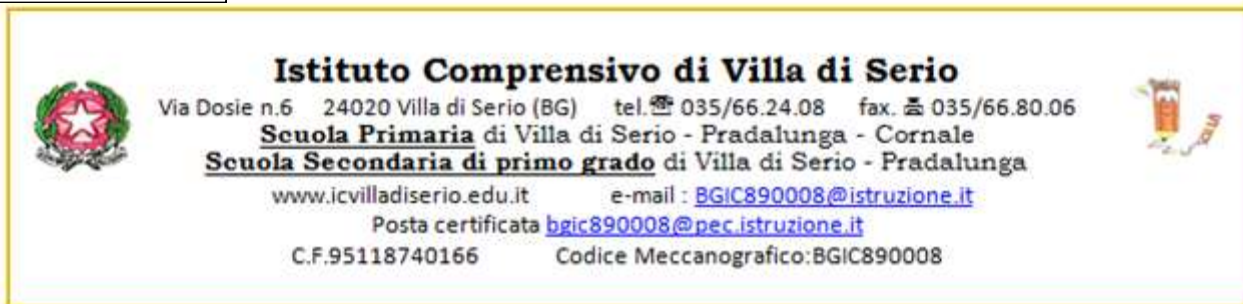 Istituto Comprensivo di Villa di Serio
Via Dosie n.6 24020 Villa di Serio (BG) tel.☎ 035/66.24.08 fax. 035/66.80.06
Scuola Primaria di Villa di Serio - Pradalunga - Cornale
Scuola Secondaria di primo grado di Villa di Serio - Pradalunga
www.icvilladiserio.edu.it e-mail : BGIC890008@istruzione.it
Posta certificata bgic890008@pec.istruzione.it
C.F.95118740166 Codice Meccanografico:BGIC890008